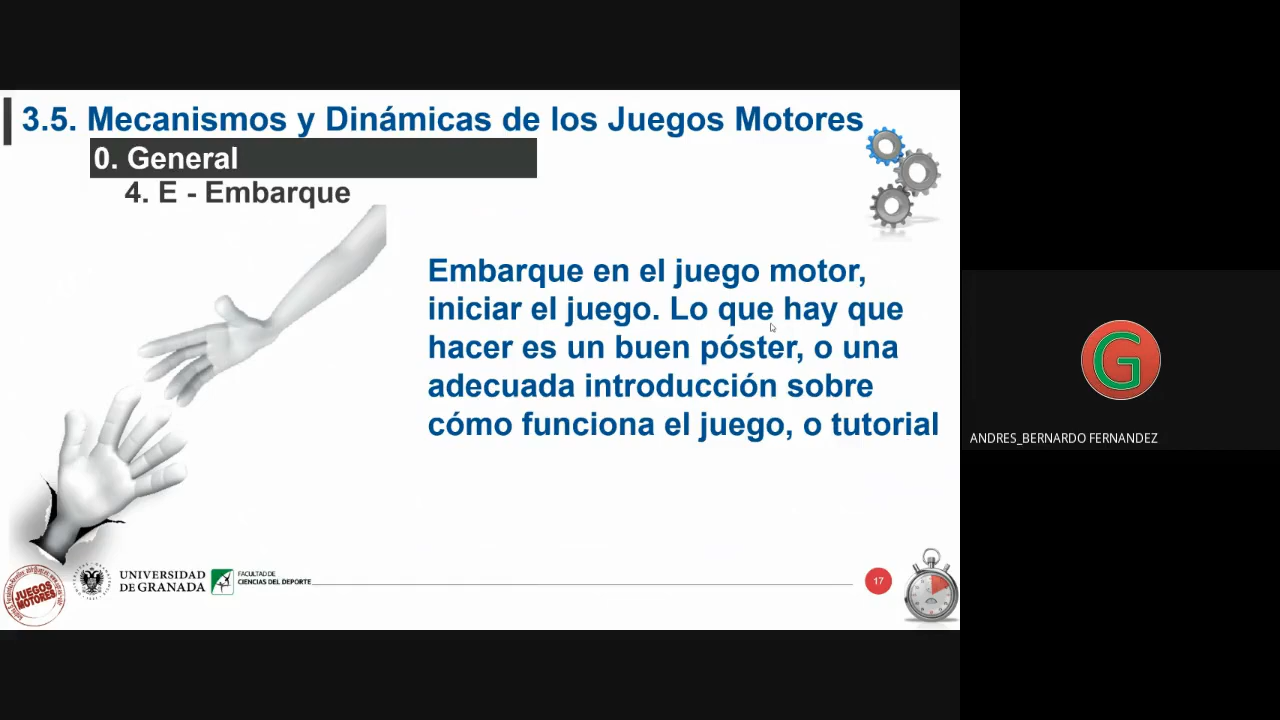 3.5. Mecanismos y Dinámicas de los Juegos Motores
0. General
4. E - Embarque
Embarque en el juego motor,
iniciar el juego. Lo que hay que
hacer es un buen póster, o una
adecuada introducción sobre
cómo funciona el juego, o tutorial
G
ANDRES_BERNARDO FERNANDEZ
JUEGOS
MOTORES
UNIVERSIDAD
DE GRANADA
FACULTAD DE
CIENCIAS DEL DEPORTE
17